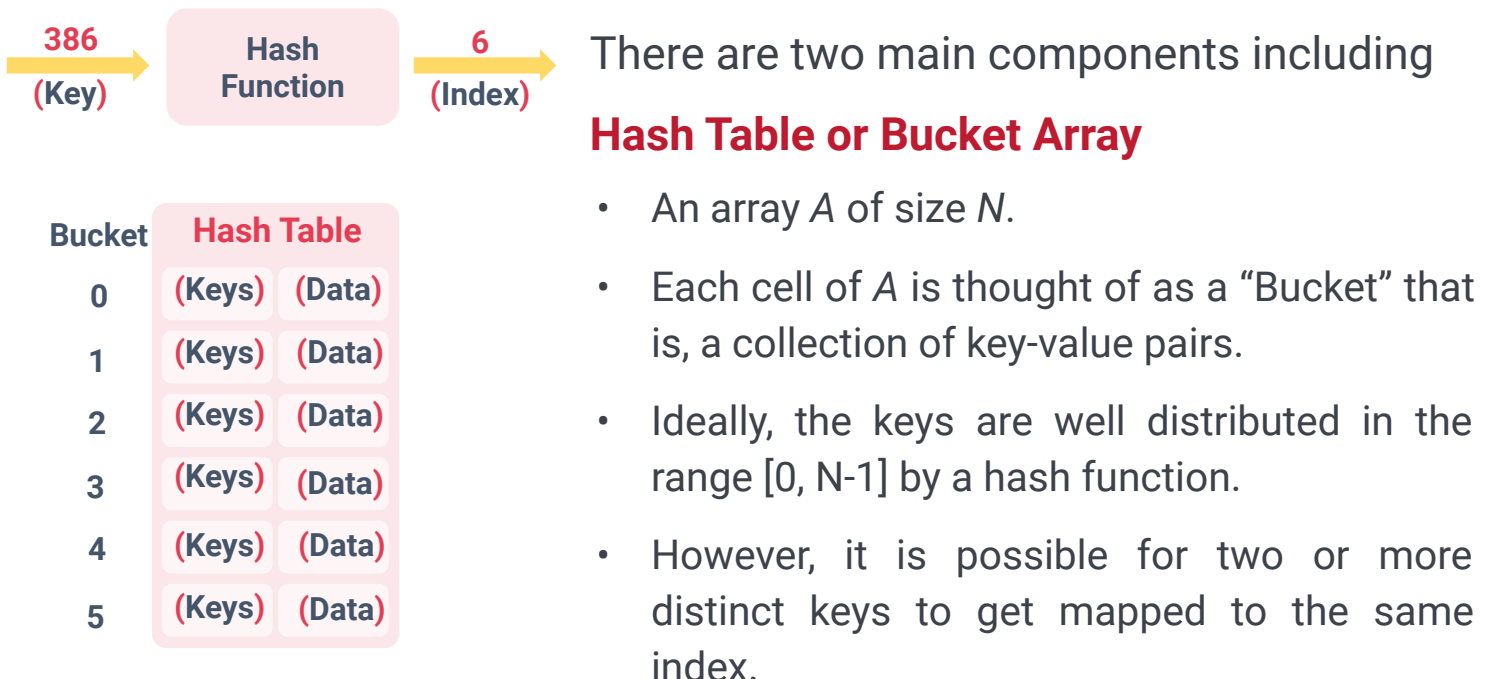 386
(Key)
Hash
Function
6
(Index)
Bucket
Hash Table
0 (Keys) (Data)
1 (Keys) (Data)
2 (Keys) (Data)
3 (Keys) (Data)
4 (Keys) (Data)
5 (Keys) (Data)
There are two main components including
Hash Table or Bucket Array
• An array A of size N.
• Each cell of A is thought of as a “Bucket” that
is, a collection of key-value pairs.
• Ideally, the keys are well distributed in the
range [0, N-1] by a hash function.
• However, it is possible for two or more
distinct keys to get mapped to the same
index.